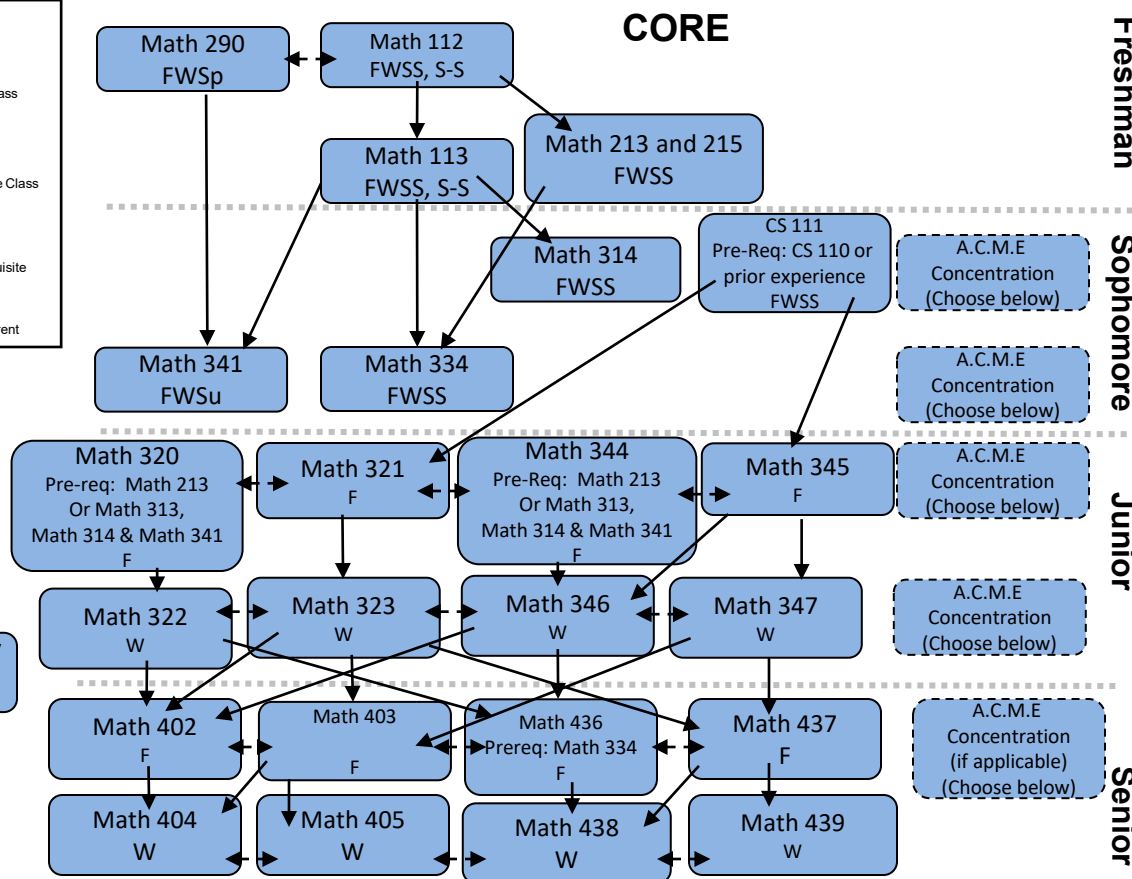 CORE
Freshman
ass
e Class
uisite
rent
Math 290
FWSp
Math 112
FWSS, S-S
Math 113
FWSS, S-S
Math 213 and 215
FWSS
Sophomore
Math 314
FWSS
CS 111
Pre-Req: CS 110 or
prior experience
FWSS
A.C.M.E
Concentration
(Choose below)
Math 341
FWSu
Math 334
FWSS
A.C.M.E
Concentration
(Choose below)
Junior
Math 320
Pre-req: Math 213
Or Math 313,
Math 314 & Math 341
F
Math 321
F
Math 344
Pre-Req: Math 213
Or Math 313,
Math 314 & Math 341
F
Math 345
F
A.C.M.E
Concentration
(Choose below)
Math 322
W
Math 323
W
Math 346
W
Math 347
W
A.C.M.E
Concentration
(Choose below)
Senior
Math 402
F
Math 403
F
Math 436
Prereq: Math 334
F
Math 437
F
A.C.M.E
Concentration
(if applicable)
(Choose below)
Math 404
W
Math 405
W
Math 438
W
Math 439
W